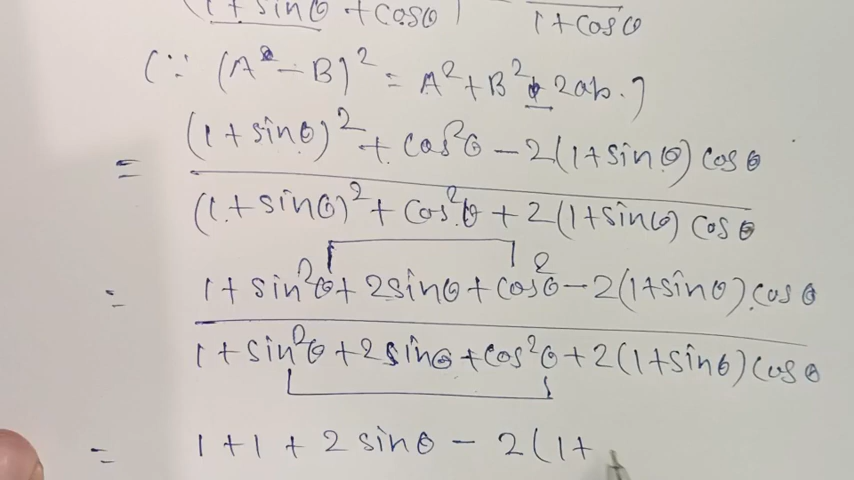 (1 + sinθ + cosθ) 1 + cosθ
(∵ (A - B)² = A² + B² ± 2ab.)
= (1 + sinθ)² + cos²θ - 2(1 + sinθ) cosθ
(1 + sinθ)² + cos²θ + 2(1 + sinθ) cosθ
= 1 + sin²θ + 2sinθ + cos²θ - 2(1 + sinθ).cosθ
1 + sin²θ + 2sinθ + cos²θ + 2(1 + sinθ) cosθ
= 1 + 1 + 2 sinθ - 2(1 +